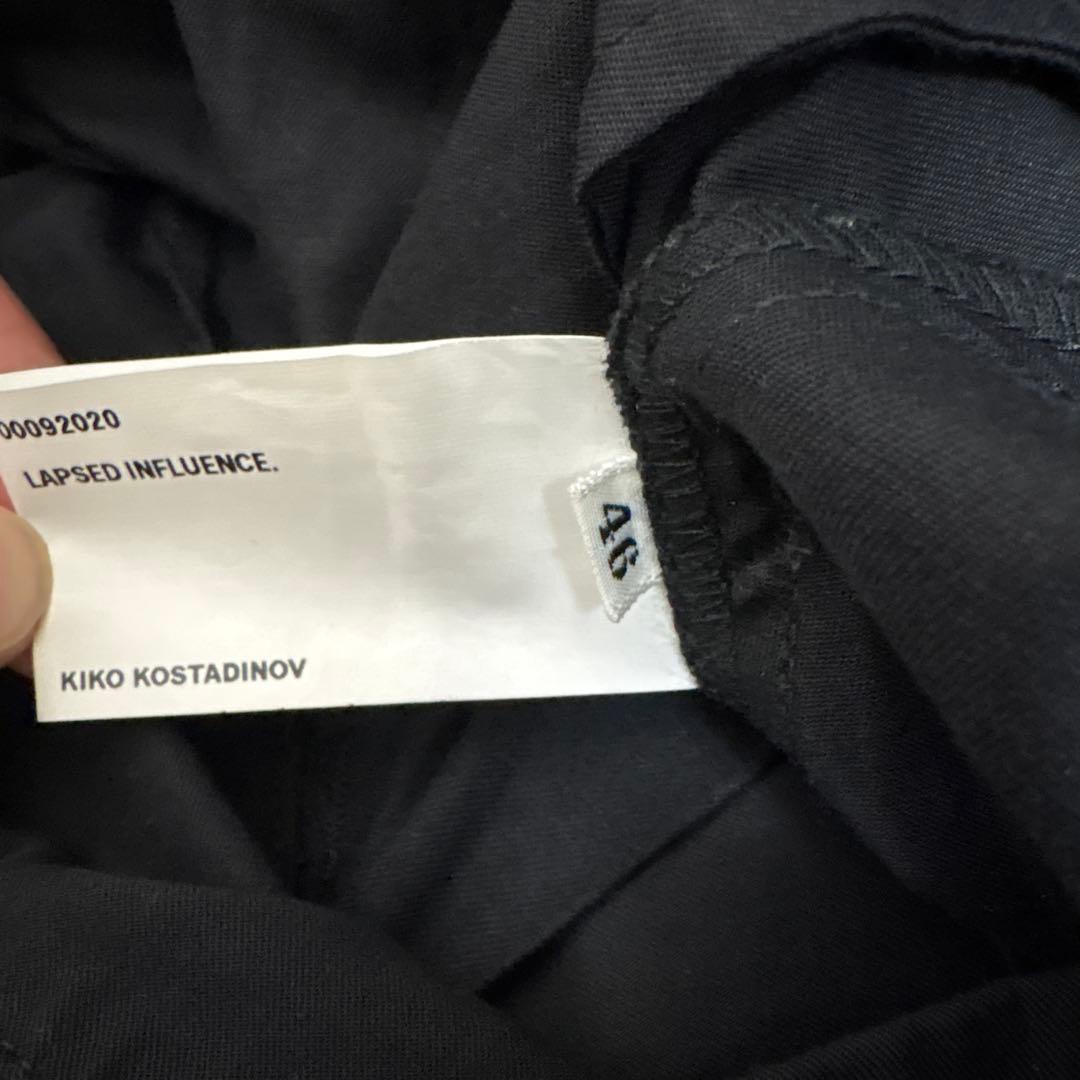 00092020
LAPSED INFLUENCE.
46
KIKO KOSTADINOV